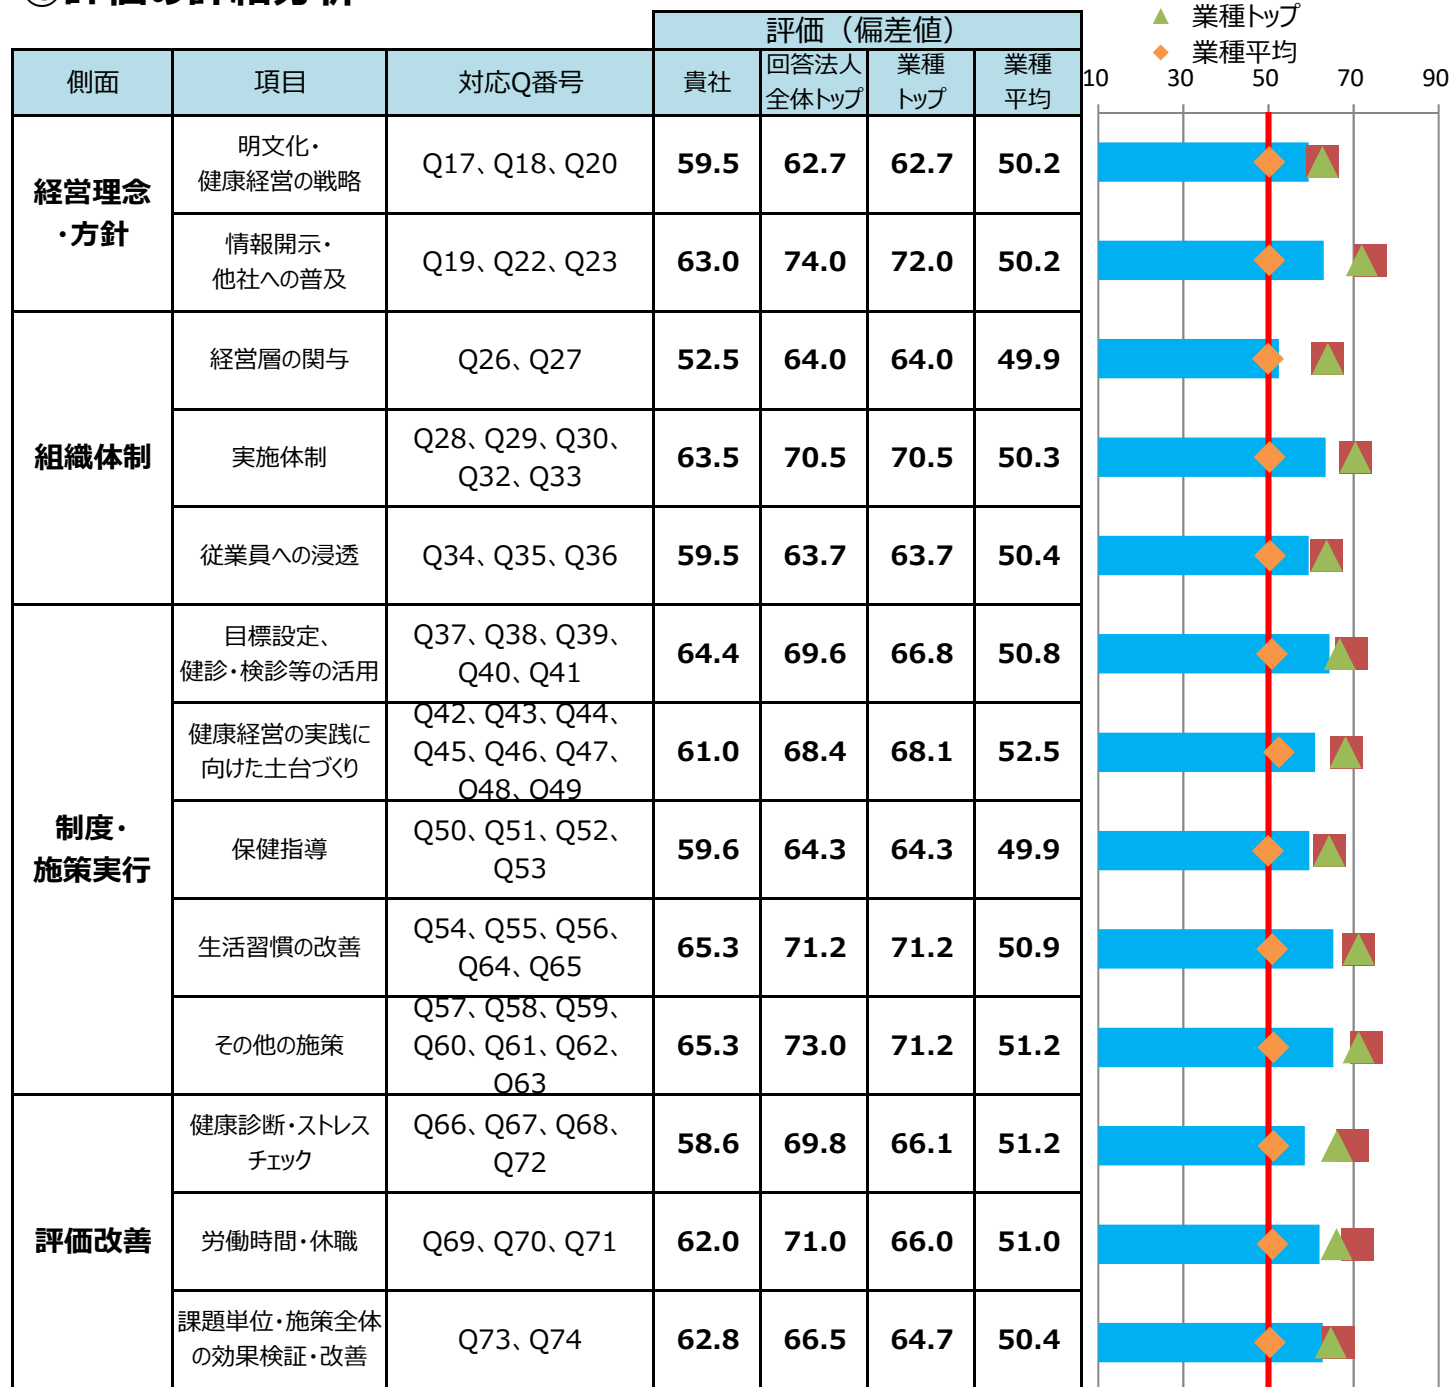 評価の詳細分析
▲ 業種トップ
◆ 業種平均
評価（偏差値）
側面 項目 対応Q番号 貴社 回答法人 業種 業種
全体トップ トップ 平均
10 30 50 70 90
経営理念
・方針
明文化・
健康経営の戦略
Q17、Q18、Q20 59.5 62.7 62.7 50.2
情報開示・
他社への普及
Q19、Q22、Q23 63.0 74.0 72.0 50.2
組織体制
経営層の関与 Q26、Q27 52.5 64.0 64.0 49.9
実施体制
Q28、Q29、Q30、
Q32、Q33
63.5 70.5 70.5 50.3
従業員への浸透 Q34、Q35、Q36 59.5 63.7 63.7 50.4
制度・
施策実行
目標設定、
健診・検診等の活用
Q37、Q38、Q39、
Q40、Q41
64.4 69.6 66.8 50.8
健康経営の実践に
向けた土台づくり
Q42、Q43、Q44、
Q45、Q46、Q47、
Q48、Q49
61.0 68.4 68.1 52.5
保健指導
Q50、Q51、Q52、
Q53
59.6 64.3 64.3 49.9
生活習慣の改善
Q54、Q55、Q56、
Q64、Q65
65.3 71.2 71.2 50.9
その他の施策
Q57、Q58、Q59、
Q60、Q61、Q62、
Q63
65.3 73.0 71.2 51.2
評価改善
健康診断・ストレス
チェック
Q66、Q67、Q68、
Q72
58.6 69.8 66.1 51.2
労働時間・休職 Q69、Q70、Q71 62.0 71.0 66.0 51.0
課題単位・施策全体
の効果検証・改善
Q73、Q74 62.8 66.5 64.7 50.4